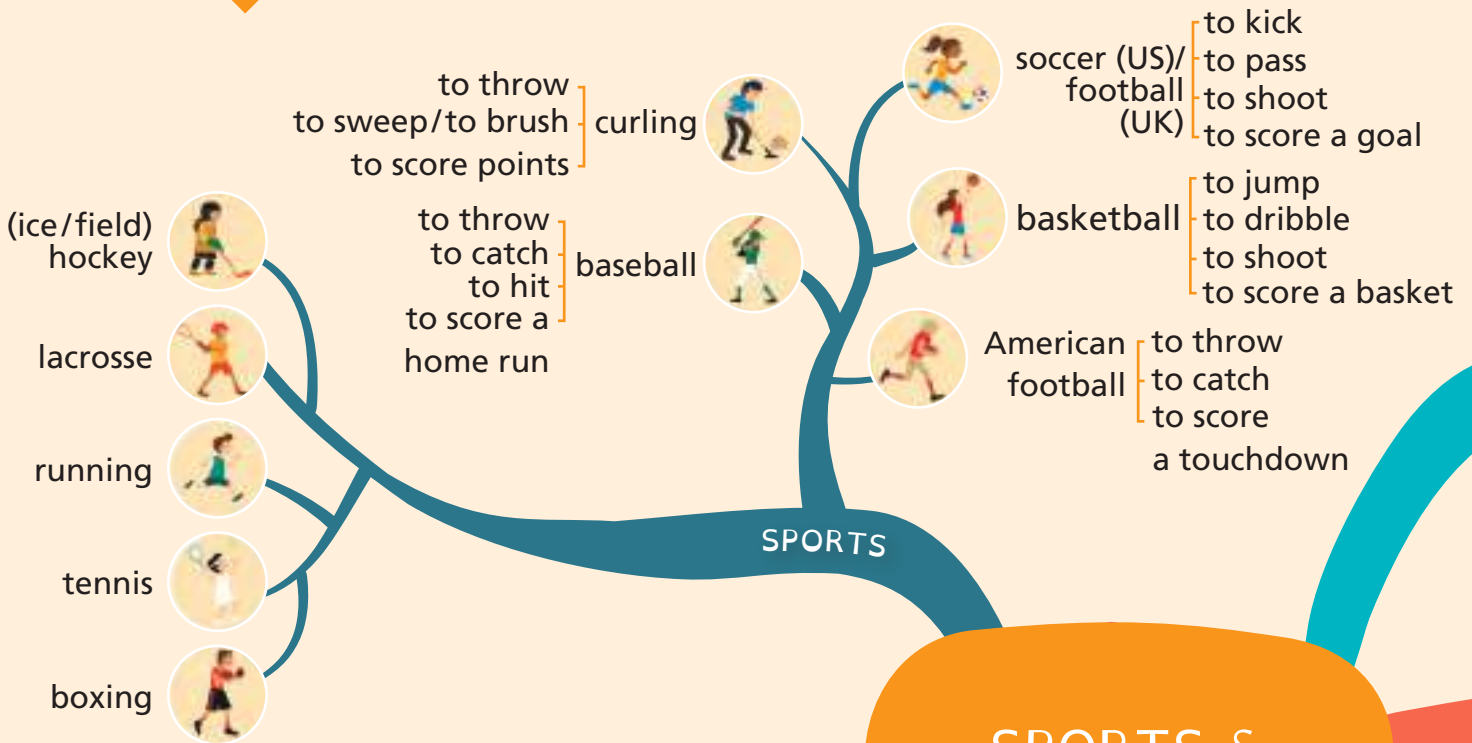 to throw
to sweep/to brush
to score points
curling
soccer (US)/
football
(UK)
to kick
to pass
to shoot
to score a goal
(ice/field)
hockey
to throw
to catch
to hit
to score a
home run
baseball
basketball
to jump
to dribble
to shoot
to score a basket
lacrosse
American
football
to throw
to catch
to score
a touchdown
running
tennis
boxing
SPORTS
SPORTS &